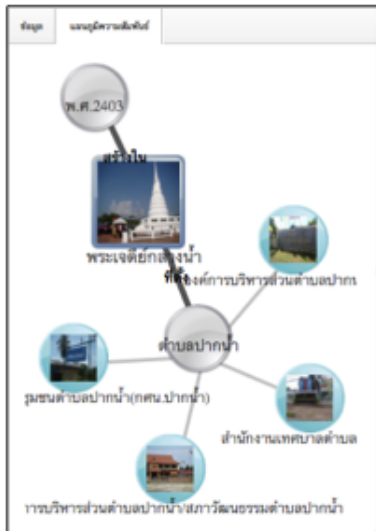 ข้อมูล
แผนภูมิความสัมพันธ์
พ.ศ.2403
สร้างใน
พระเจดีย์กลางน้ำ
ที่ตั้ง
องค์การบริหารส่วนตำบลปากน
ตำบลปากน้ำ
ชุมชนตำบลปากน้ำ(กศน.ปากน้ำ)
สำนักงานเทศบาลตำบล
การบริหารส่วนตำบลปากน้ำ/สภาวัฒนธรรมตำบลปากน้ำ